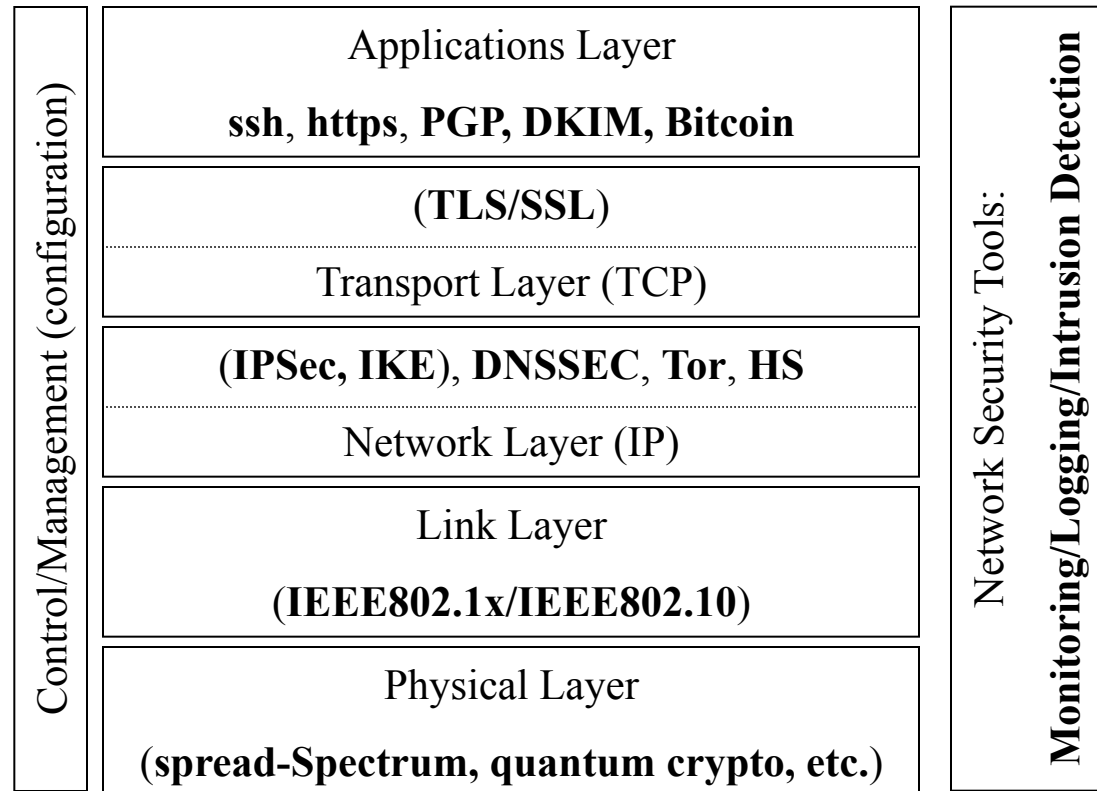 Control/Management (configuration)
Applications Layer
ssh, https, PGP, DKIM, Bitcoin
(TLS/SSL)
Transport Layer (TCP)
(IPSec, IKE), DNSSEC, Tor, HS
Network Layer (IP)
Link Layer
(IEEE802.1x/IEEE802.10)
Physical Layer
(spread-Spectrum, quantum crypto, etc.)
Network Security Tools:
Monitoring/Logging/Intrusion Detection